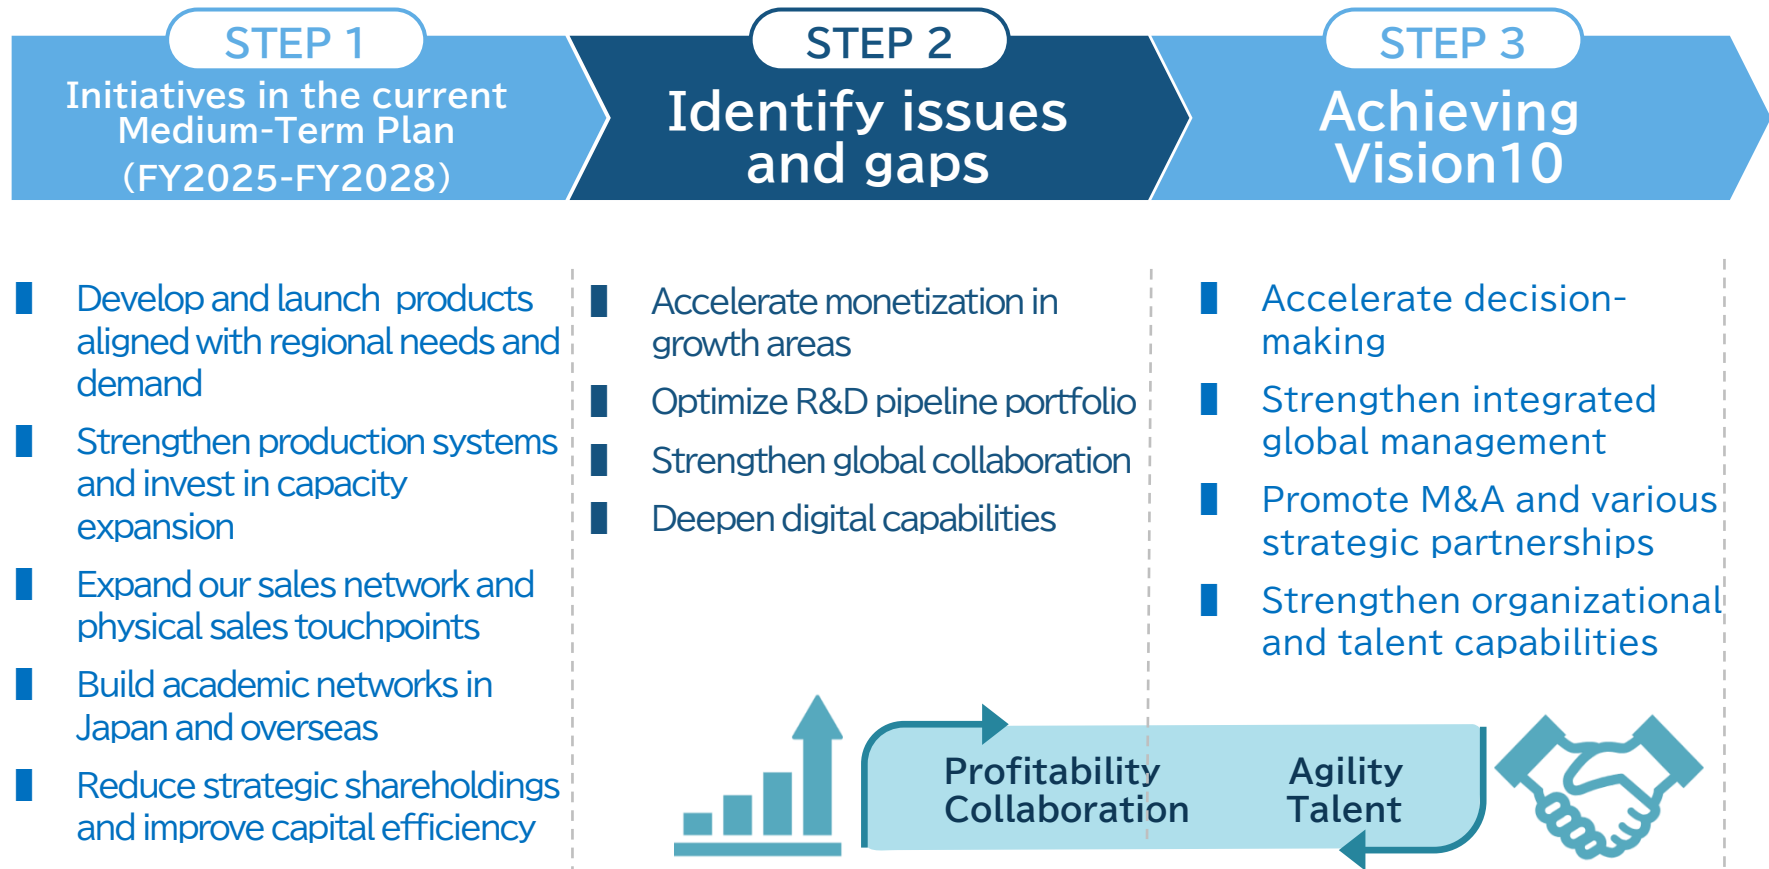 STEP 1
Initiatives in the current
Medium-Term Plan
(FY2025-FY2028)
STEP 2
Identify issues
and gaps
STEP 3
Achieving
Vision10
Develop and launch products
aligned with regional needs and
demand
Strengthen production systems
and invest in capacity
expansion
Expand our sales network and
physical sales touchpoints
Build academic networks in
Japan and overseas
Reduce strategic shareholdings
and improve capital efficiency
Accelerate monetization in
growth areas
Optimize R&D pipeline portfolio
Strengthen global collaboration
Deepen digital capabilities
Accelerate decision-
making
Strengthen integrated
global management
Promote M&A and various
strategic partnerships
Strengthen organizational
and talent capabilities
Profitability
Collaboration
Agility
Talent